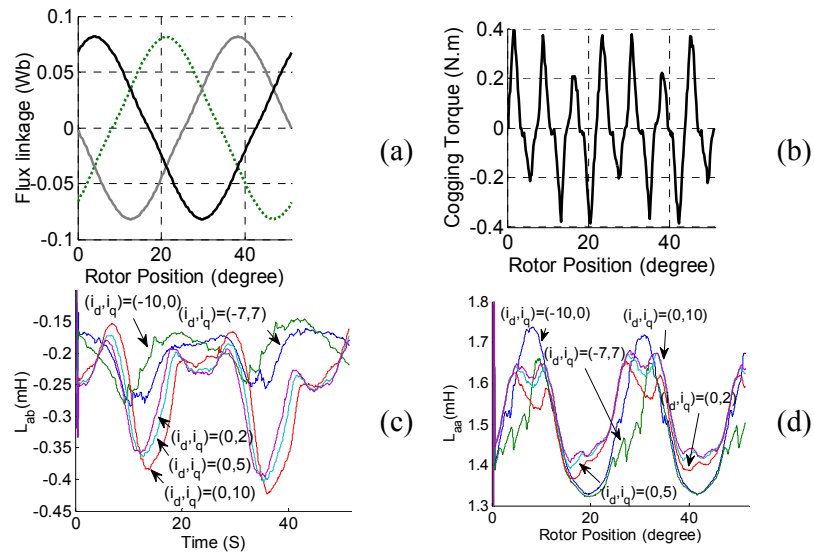 0.1
0.05
0
-0.05
-0.1
Flux linkage (Wb)
0 20 40
Rotor Position (degree)
(a)
0.4
0.2
0
-0.2
-0.4
Cogging Torque (N.m)
0 20 40
Rotor Position (degree)
(b)
-0.15
-0.2
-0.25
-0.3
-0.35
-0.4
-0.45
L_ab(mH)
(i_d,i_q)=(-10,0)
(i_d,i_q)=(-7,7)
(i_d,i_q)=(0,2)
(i_d,i_q)=(0,5)
(i_d,i_q)=(0,10)
0 20 40
Time (S)
(c)
1.8
1.7
1.6
1.5
1.4
1.3
L_aa(mH)
(i_d,i_q)=(-10,0)
(i_d,i_q)=(0,10)
(i_d,i_q)=(-7,7)
(i_d,i_q)=(0,2)
(i_d,i_q)=(0,5)
0 20 40
Rotor Position (degree)
(d)